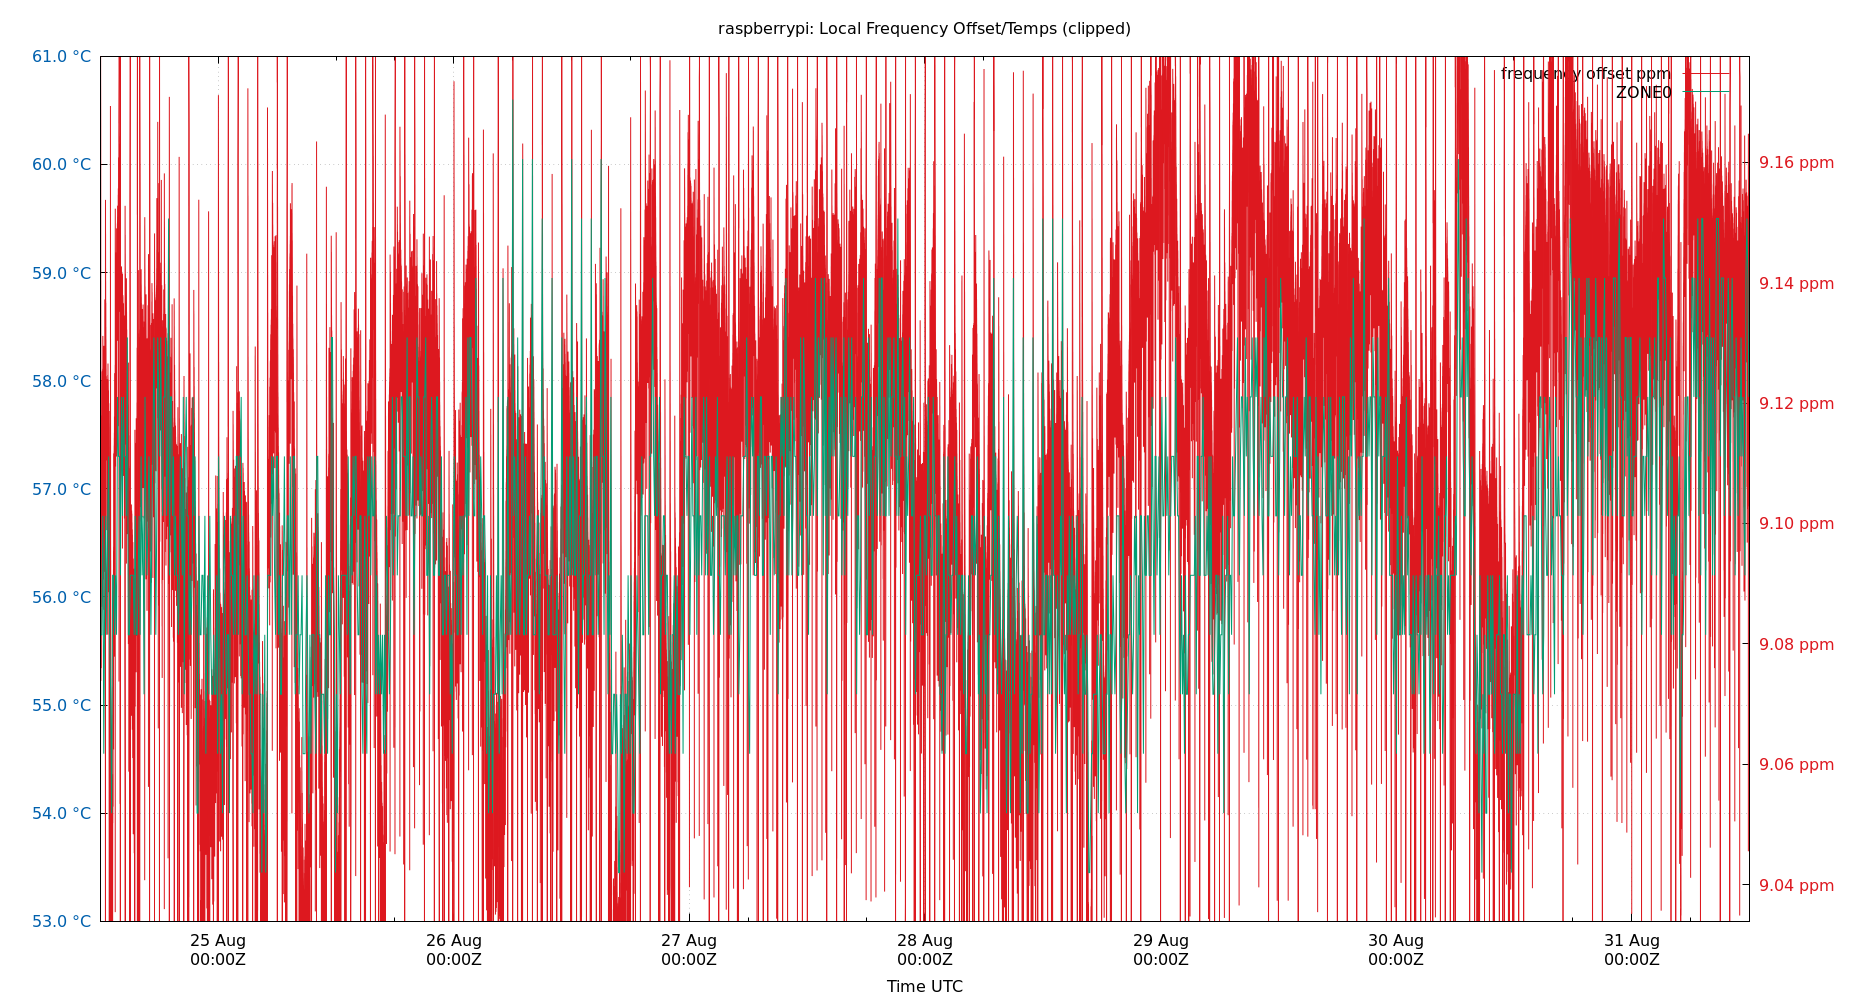 raspberrypi: Local Frequency Offset/Temps (clipped)
61.0 °C
60.0 °C
59.0 °C
58.0 °C
57.0 °C
56.0 °C
55.0 °C
54.0 °C
53.0 °C
frequency offset ppm
ZONE0
9.16 ppm
9.14 ppm
9.12 ppm
9.10 ppm
9.08 ppm
9.06 ppm
9.04 ppm
25 Aug
00:00Z
26 Aug
00:00Z
27 Aug
00:00Z
28 Aug
00:00Z
29 Aug
00:00Z
30 Aug
00:00Z
31 Aug
00:00Z
Time UTC